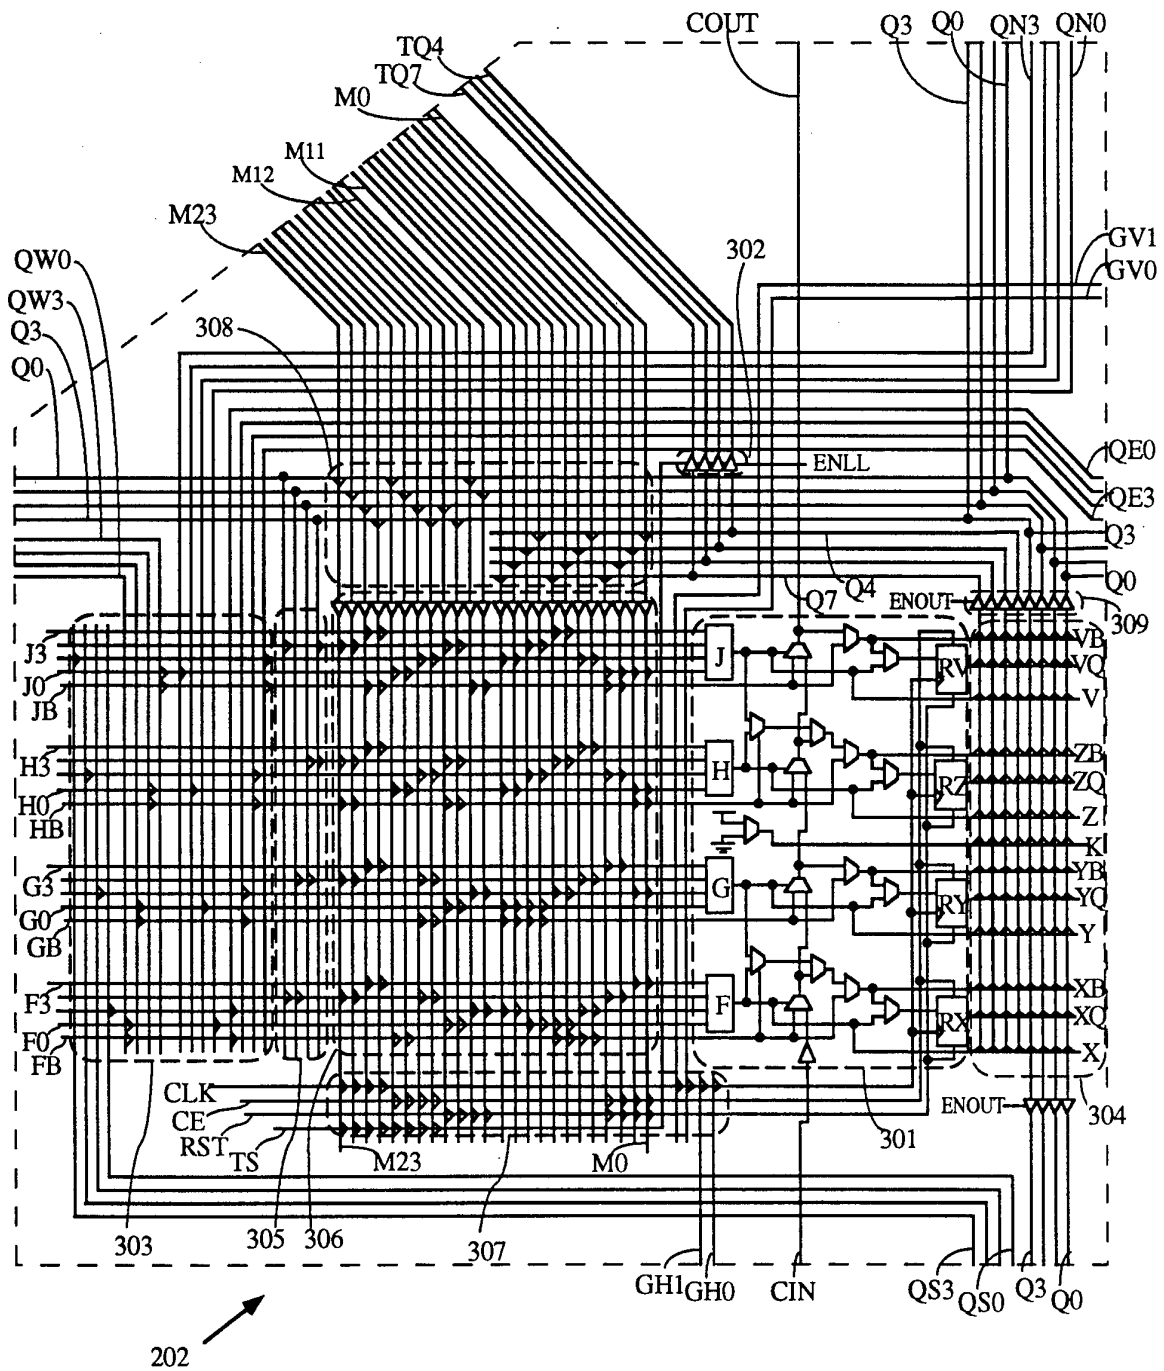 COUT
Q3
Q0
QN3
QN0
TQ4
TQ7
M0
M11
M12
M23
302
GV1
GV0
QW0
QW3
Q3
Q0
308
ENLL
QE0
QE3
Q3
Q4
Q7
Q0
ENOUT
309
J3
J0
JB
J
RV
VB
VQ
V
H3
H0
HB
H
RZ
ZB
ZQ
Z
K
G3
G0
GB
G
RY
YB
YQ
Y
F3
F0
FB
F
RX
XB
XQ
X
CLK
CE
RST
TS
M23
M0
301
ENOUT
304
303
305
306
307
GH1
GH0
CIN
QS3
QS0
Q3
Q0
202